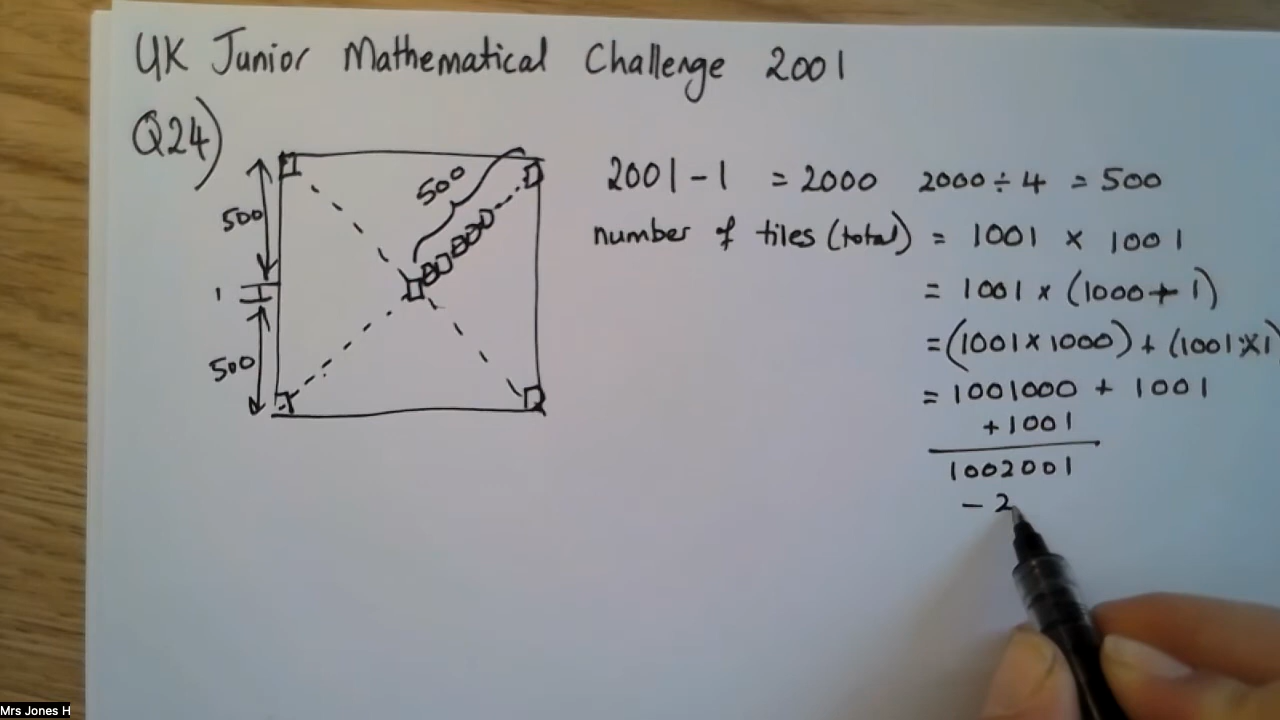 UK Junior Mathematical Challenge 2001
Q24)
500
500
1
500
2001 - 1 = 2000 2000 ÷ 4 = 500
number of tiles (total) = 1001 × 1001
= 1001 × (1000 + 1)
= (1001 × 1000) + (1001 × 1)
= 1001000 + 1001
+ 1001
1002001
- 2
Mrs Jones H